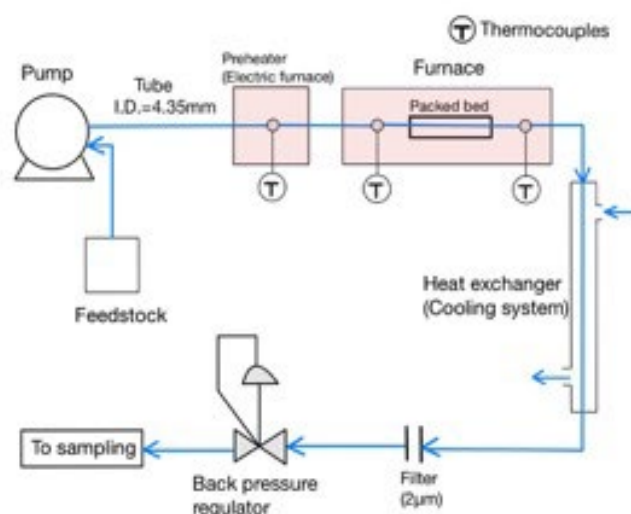 Thermocouples
Pump
Tube
I.D.=4.35mm
Preheater
(Electric furnace)
Furnace
Packed bed
T
T
T
T
Feedstock
Heat exchanger
(Cooling system)
To sampling
Back pressure
regulator
Filter
(2μm)